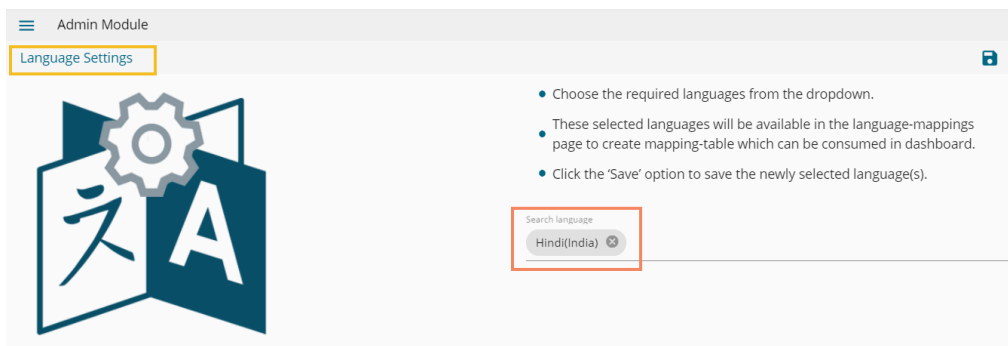 Admin Module
Language Settings
Choose the required languages from the dropdown.
These selected languages will be available in the language-mappings
page to create mapping-table which can be consumed in dashboard.
Click the ‘Save’ option to save the newly selected language(s).
Search language
Hindi(India)
A